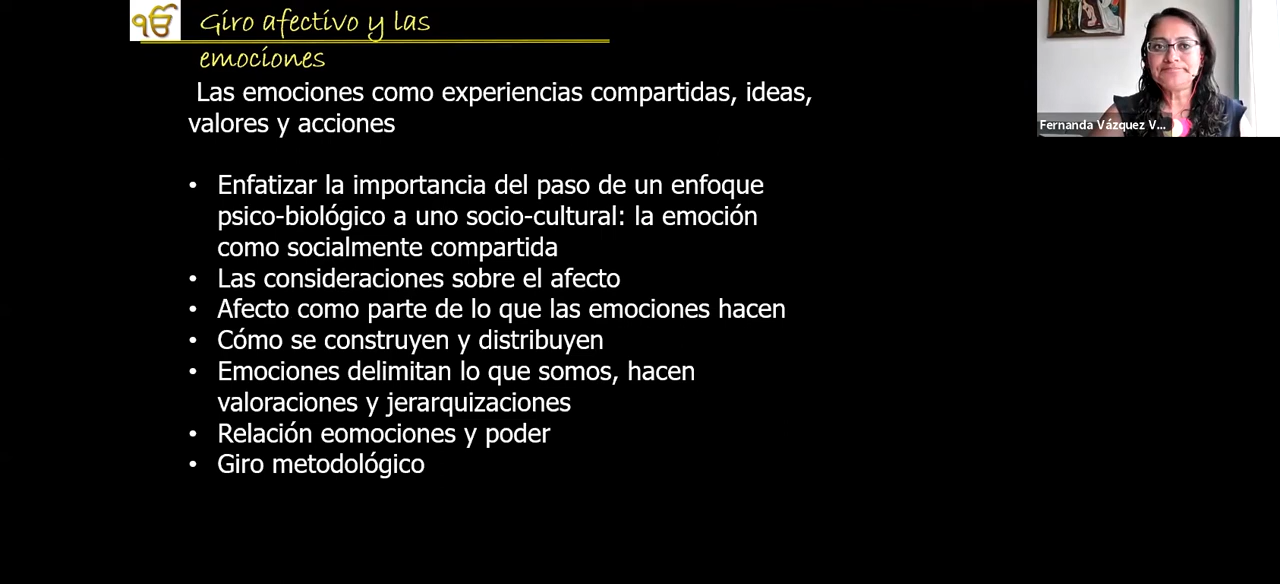 ੴ
Giro afectivo y las
emociones
Las emociones como experiencias compartidas, ideas,
valores y acciones
• Enfatizar la importancia del paso de un enfoque
psico-biológico a uno socio-cultural: la emoción
como socialmente compartida
• Las consideraciones sobre el afecto
• Afecto como parte de lo que las emociones hacen
• Cómo se construyen y distribuyen
• Emociones delimitan lo que somos, hacen
valoraciones y jerarquizaciones
• Relación eomociones y poder
• Giro metodológico
Fernanda Vázquez V...